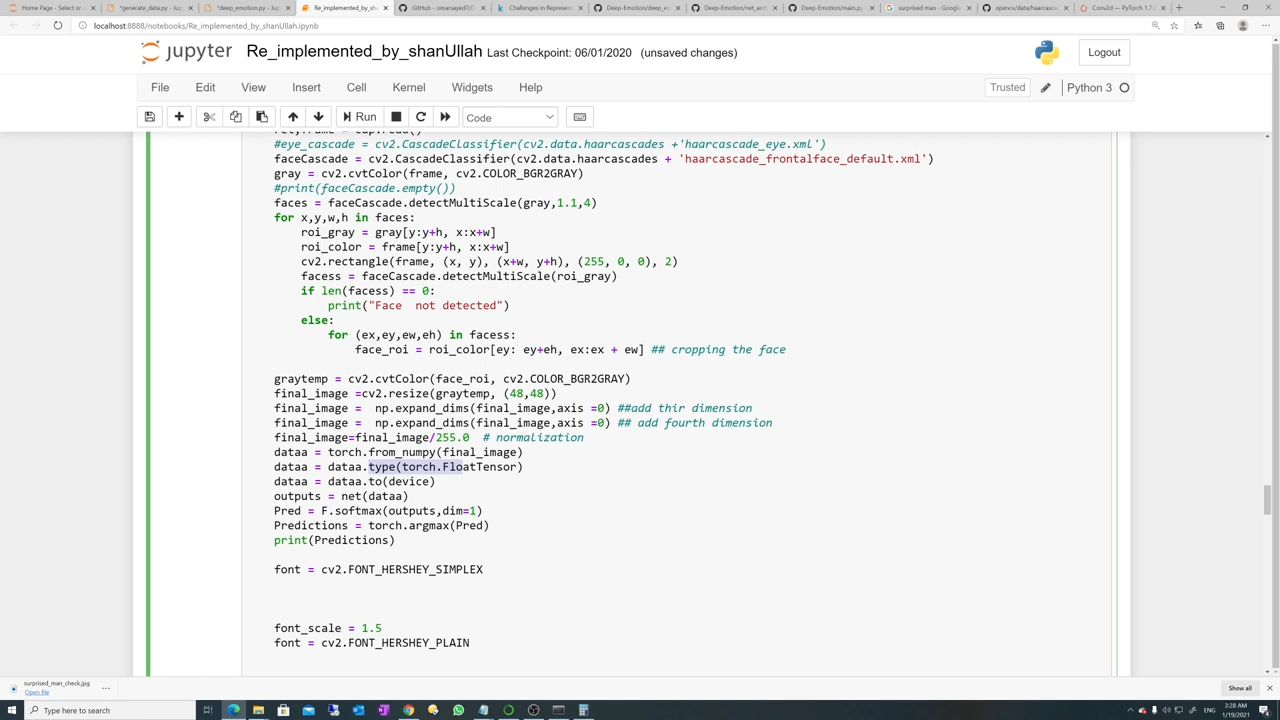 Home Page - Select or c
*generate_data.py - Jup
*deep_emotion.py - Jupy
Re_implemented_by_sha
GitHub - omarsayed7/D
Challenges in Represent
Deep-Emotion/deep_e
Deep-Emotion/net_arch
Deep-Emotion/main.py
surprised man - Google
opencv/data/haarcasca
Conv2d — PyTorch 1.7.
localhost:8888/notebooks/Re_implemented_by_shanUllah.ipynb
jupyter Re_implemented_by_shanUllah Last Checkpoint: 06/01/2020 (unsaved changes)
Logout
File Edit View Insert Cell Kernel Widgets Help
Trusted
Python 3
Run
Code
#eye_cascade = cv2.CascadeClassifier(cv2.data.haarcascades +'haarcascade_eye.xml')
faceCascade = cv2.CascadeClassifier(cv2.data.haarcascades + 'haarcascade_frontalface_default.xml')
gray = cv2.cvtColor(frame, cv2.COLOR_BGR2GRAY)
#print(faceCascade.empty())
faces = faceCascade.detectMultiScale(gray,1.1,4)
for x,y,w,h in faces:
roi_gray = gray[y:y+h, x:x+w]
roi_color = frame[y:y+h, x:x+w]
cv2.rectangle(frame, (x, y), (x+w, y+h), (255, 0, 0), 2)
facess = faceCascade.detectMultiScale(roi_gray)
if len(facess) == 0:
print("Face  not detected")
else:
for (ex,ey,ew,eh) in facess:
face_roi = roi_color[ey: ey+eh, ex:ex + ew] ## cropping the face
graytemp = cv2.cvtColor(face_roi, cv2.COLOR_BGR2GRAY)
final_image =cv2.resize(graytemp, (48,48))
final_image =  np.expand_dims(final_image,axis =0) ##add thir dimension
final_image =  np.expand_dims(final_image,axis =0) ## add fourth dimension
final_image=final_image/255.0  # normalization
dataa = torch.from_numpy(final_image)
dataa = dataa.type(torch.FloatTensor)
dataa = dataa.to(device)
outputs = net(dataa)
Pred = F.softmax(outputs,dim=1)
Predictions = torch.argmax(Pred)
print(Predictions)
font = cv2.FONT_HERSHEY_SIMPLEX
font_scale = 1.5
font = cv2.FONT_HERSHEY_PLAIN
surprised_man_check.jpg
Open file
Show all
Type here to search
ENG
3:28 AM
1/19/2021